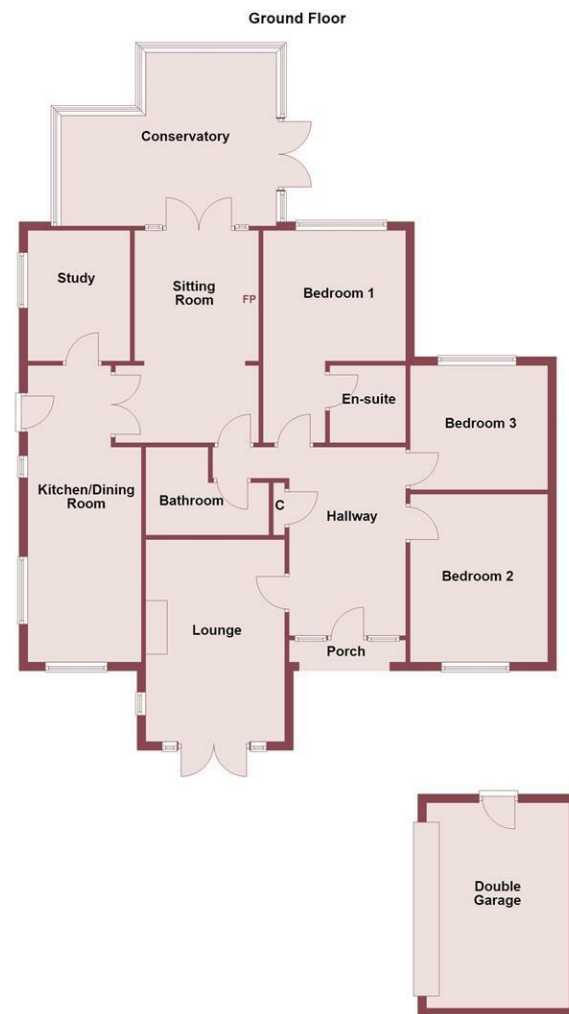 Ground Floor
Conservatory
Study
Sitting
Room
FP
Bedroom 1
En-suite
Bedroom 3
Kitchen/Dining
Room
Bathroom
C
Hallway
Bedroom 2
Lounge
Porch
Double
Garage